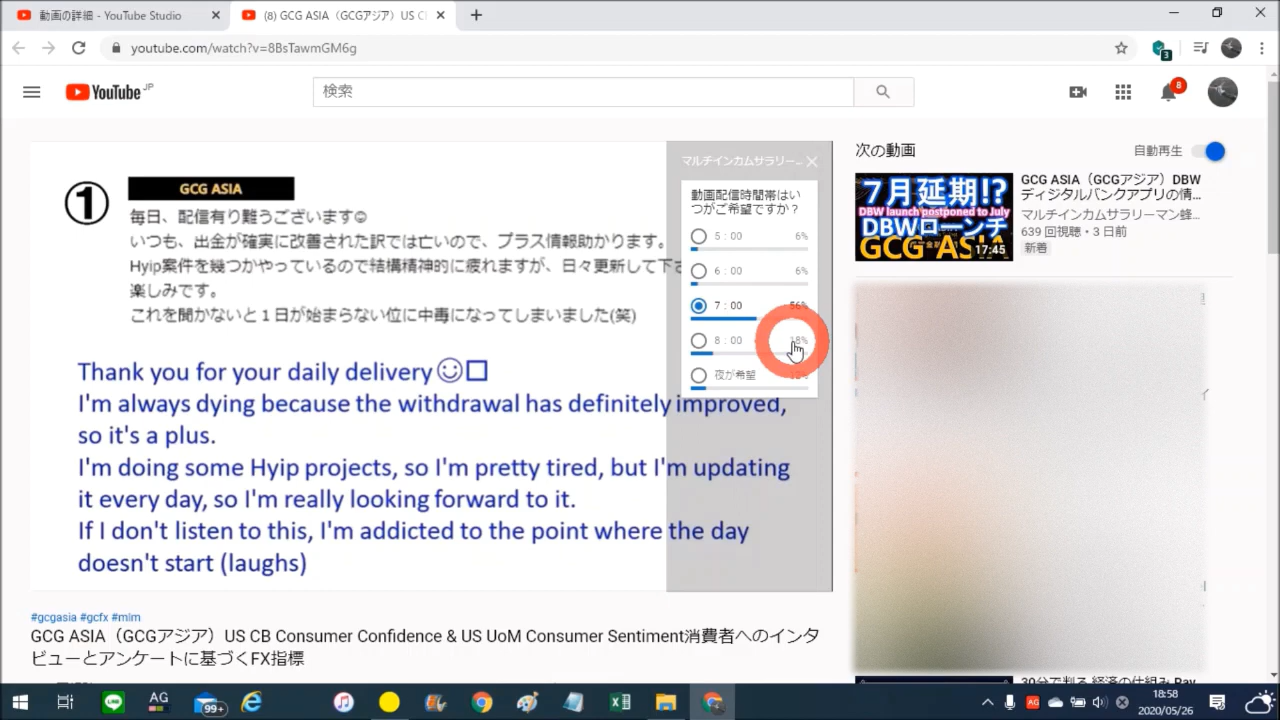 動画の詳細 - YouTube Studio
(8) GCG ASIA（GCGアジア）US CI
youtube.com/watch?v=8BsTawmGM6g
3
YouTube JP
検索
8
① GCG ASIA
毎日、配信有り難うございます☺
いつも、出金が確実に改善された訳では亡いので、プラス情報助かります。
Hyip案件を幾つかやっているので結構精神的に疲れますが、日々更新して下さ
楽しみです。
これを聞かないと１日が始まらない位に中毒になってしまいました(笑)
Thank you for your daily delivery☺□
I'm always dying because the withdrawal has definitely improved,
so it's a plus.
I'm doing some Hyip projects, so I'm pretty tired, but I'm updating
it every day, so I'm really looking forward to it.
If I don't listen to this, I'm addicted to the point where the day
doesn't start (laughs)
マルチインカムサラリー...
動画配信時間帯はい
つがご希望ですか？
5：00 6%
6：00 6%
7：00 56%
8：00
夜が希望
次の動画
自動再生
7月延期!?
DBW launch postponed to July
DBWローンチ
GCG ASIA
17:45
GCG ASIA（GCGアジア）DBW
ディジタルバンクアプリの情...
マルチインカムサラリーマン蜂...
639 回視聴・3 日前
新着
#gcgasia #gcfx #mlm
GCG ASIA（GCGアジア）US CB Consumer Confidence & US UoM Consumer Sentiment消費者へのインタ
ビューとアンケートに基づくFX指標
30分で判る 経済の仕組み Ray
LINE
AG
99+
AG
18:58
2020/05/26